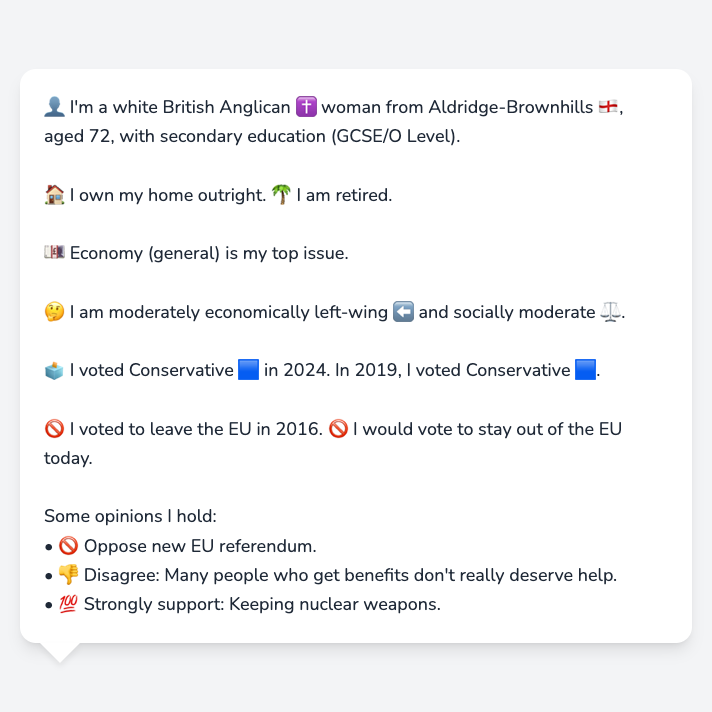 👤 I'm a white British Anglican ✝️ woman from Aldridge-Brownhills 🏴󠁧󠁢󠁥󠁮󠁧󠁿,
aged 72, with secondary education (GCSE/O Level).
🏠 I own my home outright. 🌴 I am retired.
💷 Economy (general) is my top issue.
🤔 I am moderately economically left-wing ⬅️ and socially moderate ⚖️.
🗳️ I voted Conservative 🟦 in 2024. In 2019, I voted Conservative 🟦.
🚫 I voted to leave the EU in 2016. 🚫 I would vote to stay out of the EU
today.
Some opinions I hold:
• 🚫 Oppose new EU referendum.
• 👎 Disagree: Many people who get benefits don't really deserve help.
• 💯 Strongly support: Keeping nuclear weapons.